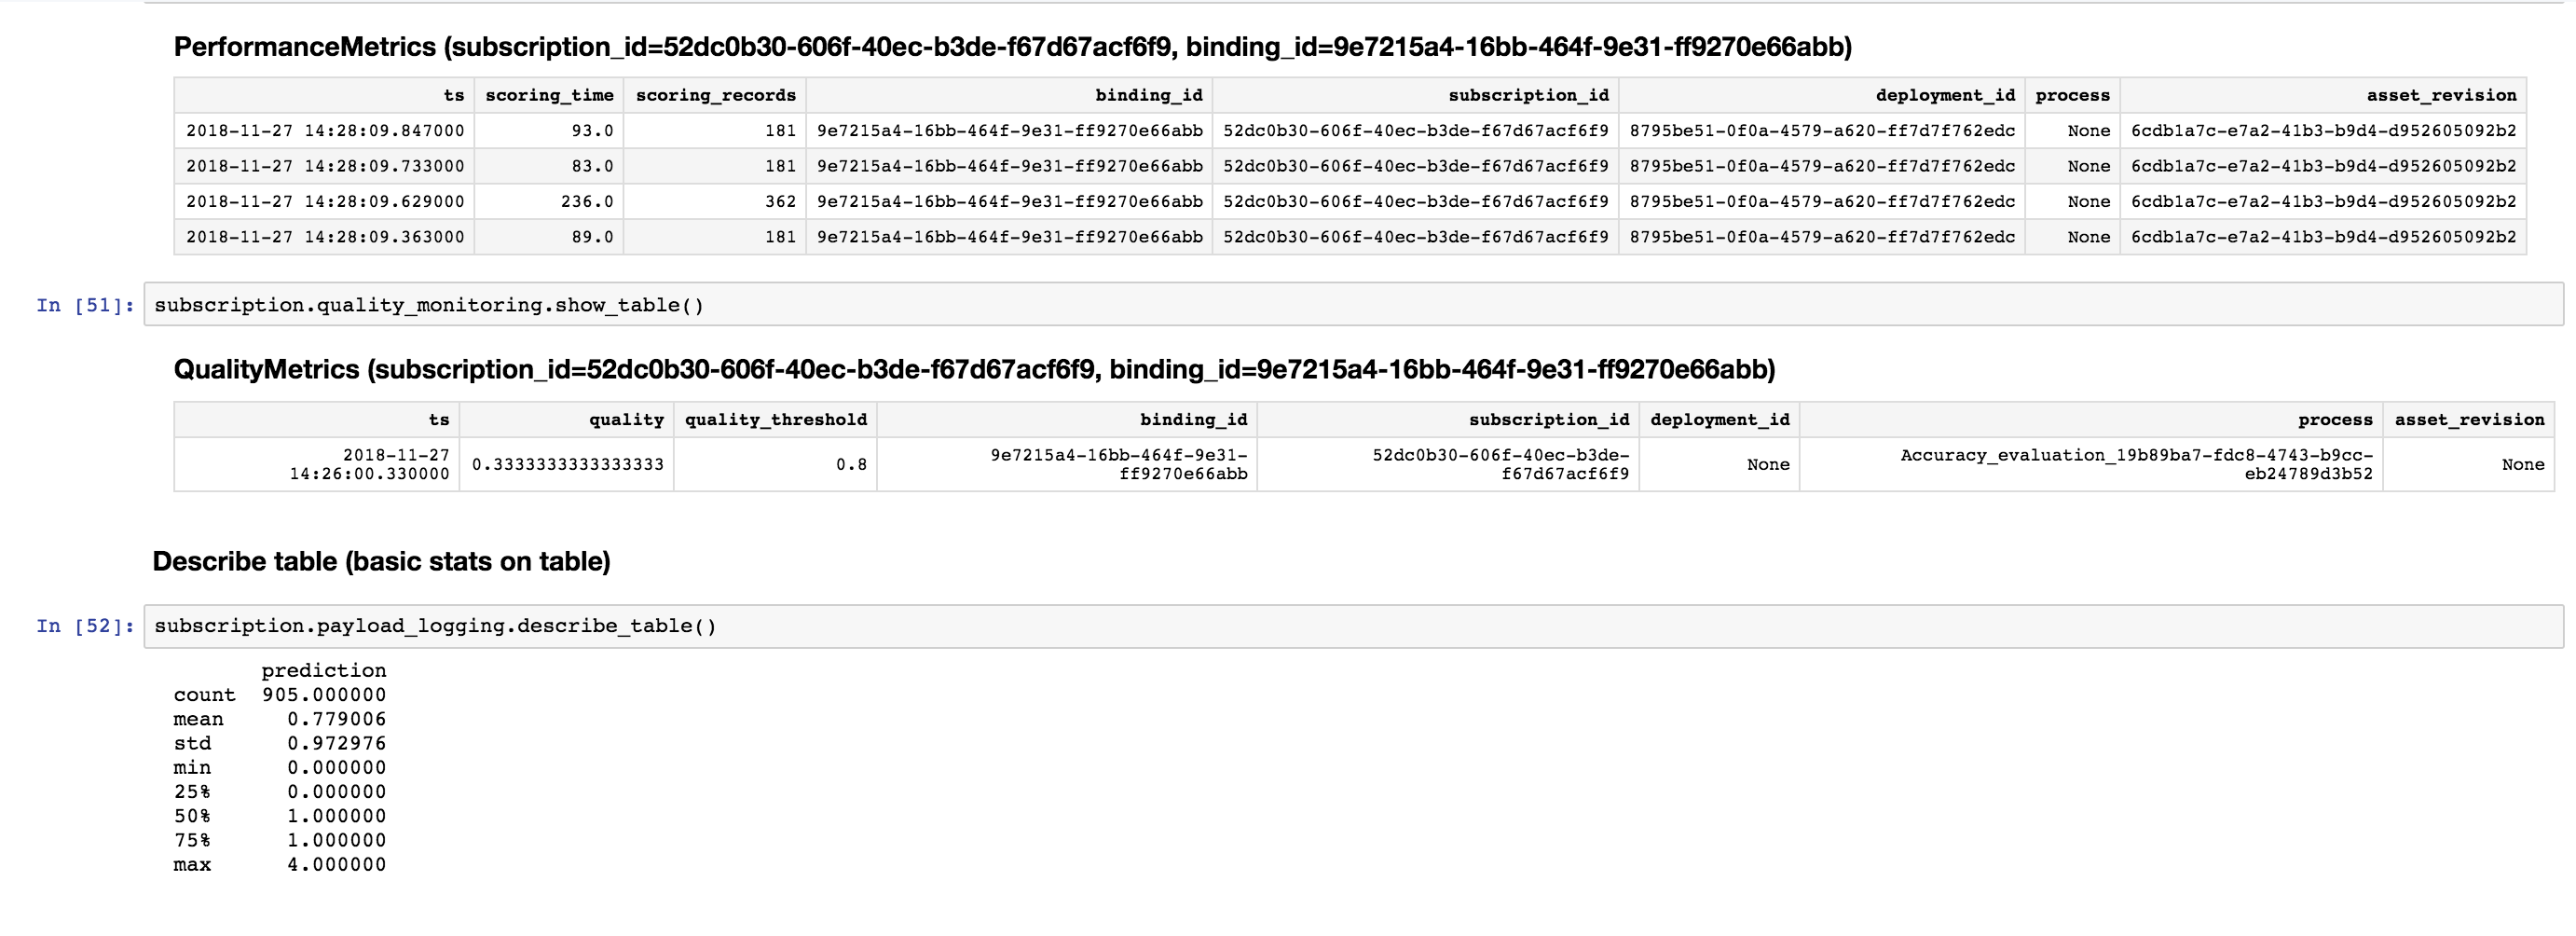 PerformanceMetrics (subscription_id=52dc0b30-606f-40ec-b3de-f67d67acf6f9, binding_id=9e7215a4-16bb-464f-9e31-ff9270e66abb)
ts scoring_time scoring_records binding_id subscription_id deployment_id process asset_revision
2018-11-27 14:28:09.847000 93.0 181 9e7215a4-16bb-464f-9e31-ff9270e66abb 52dc0b30-606f-40ec-b3de-f67d67acf6f9 8795be51-0f0a-4579-a620-ff7d7f762edc None 6cdb1a7c-e7a2-41b3-b9d4-d952605092b2
2018-11-27 14:28:09.733000 83.0 181 9e7215a4-16bb-464f-9e31-ff9270e66abb 52dc0b30-606f-40ec-b3de-f67d67acf6f9 8795be51-0f0a-4579-a620-ff7d7f762edc None 6cdb1a7c-e7a2-41b3-b9d4-d952605092b2
2018-11-27 14:28:09.629000 236.0 362 9e7215a4-16bb-464f-9e31-ff9270e66abb 52dc0b30-606f-40ec-b3de-f67d67acf6f9 8795be51-0f0a-4579-a620-ff7d7f762edc None 6cdb1a7c-e7a2-41b3-b9d4-d952605092b2
2018-11-27 14:28:09.363000 89.0 181 9e7215a4-16bb-464f-9e31-ff9270e66abb 52dc0b30-606f-40ec-b3de-f67d67acf6f9 8795be51-0f0a-4579-a620-ff7d7f762edc None 6cdb1a7c-e7a2-41b3-b9d4-d952605092b2
In [51]: subscription.quality_monitoring.show_table()
QualityMetrics (subscription_id=52dc0b30-606f-40ec-b3de-f67d67acf6f9, binding_id=9e7215a4-16bb-464f-9e31-ff9270e66abb)
ts quality quality_threshold binding_id subscription_id deployment_id process asset_revision
2018-11-27 9e7215a4-16bb-464f-9e31- 52dc0b30-606f-40ec-b3de- Accuracy_evaluation_19b89ba7-fdc8-4743-b9cc-
0.3333333333333333 0.8 None None
14:26:00.330000 ff9270e66abb f67d67acf6f9 eb24789d3b52
Describe table (basic stats on table)
In [52]: subscription.payload_logging.describe_table()
prediction
count 905.000000
mean 0.779006
std 0.972976
min 0.000000
25% 0.000000
50% 1.000000
75% 1.000000
max 4.000000